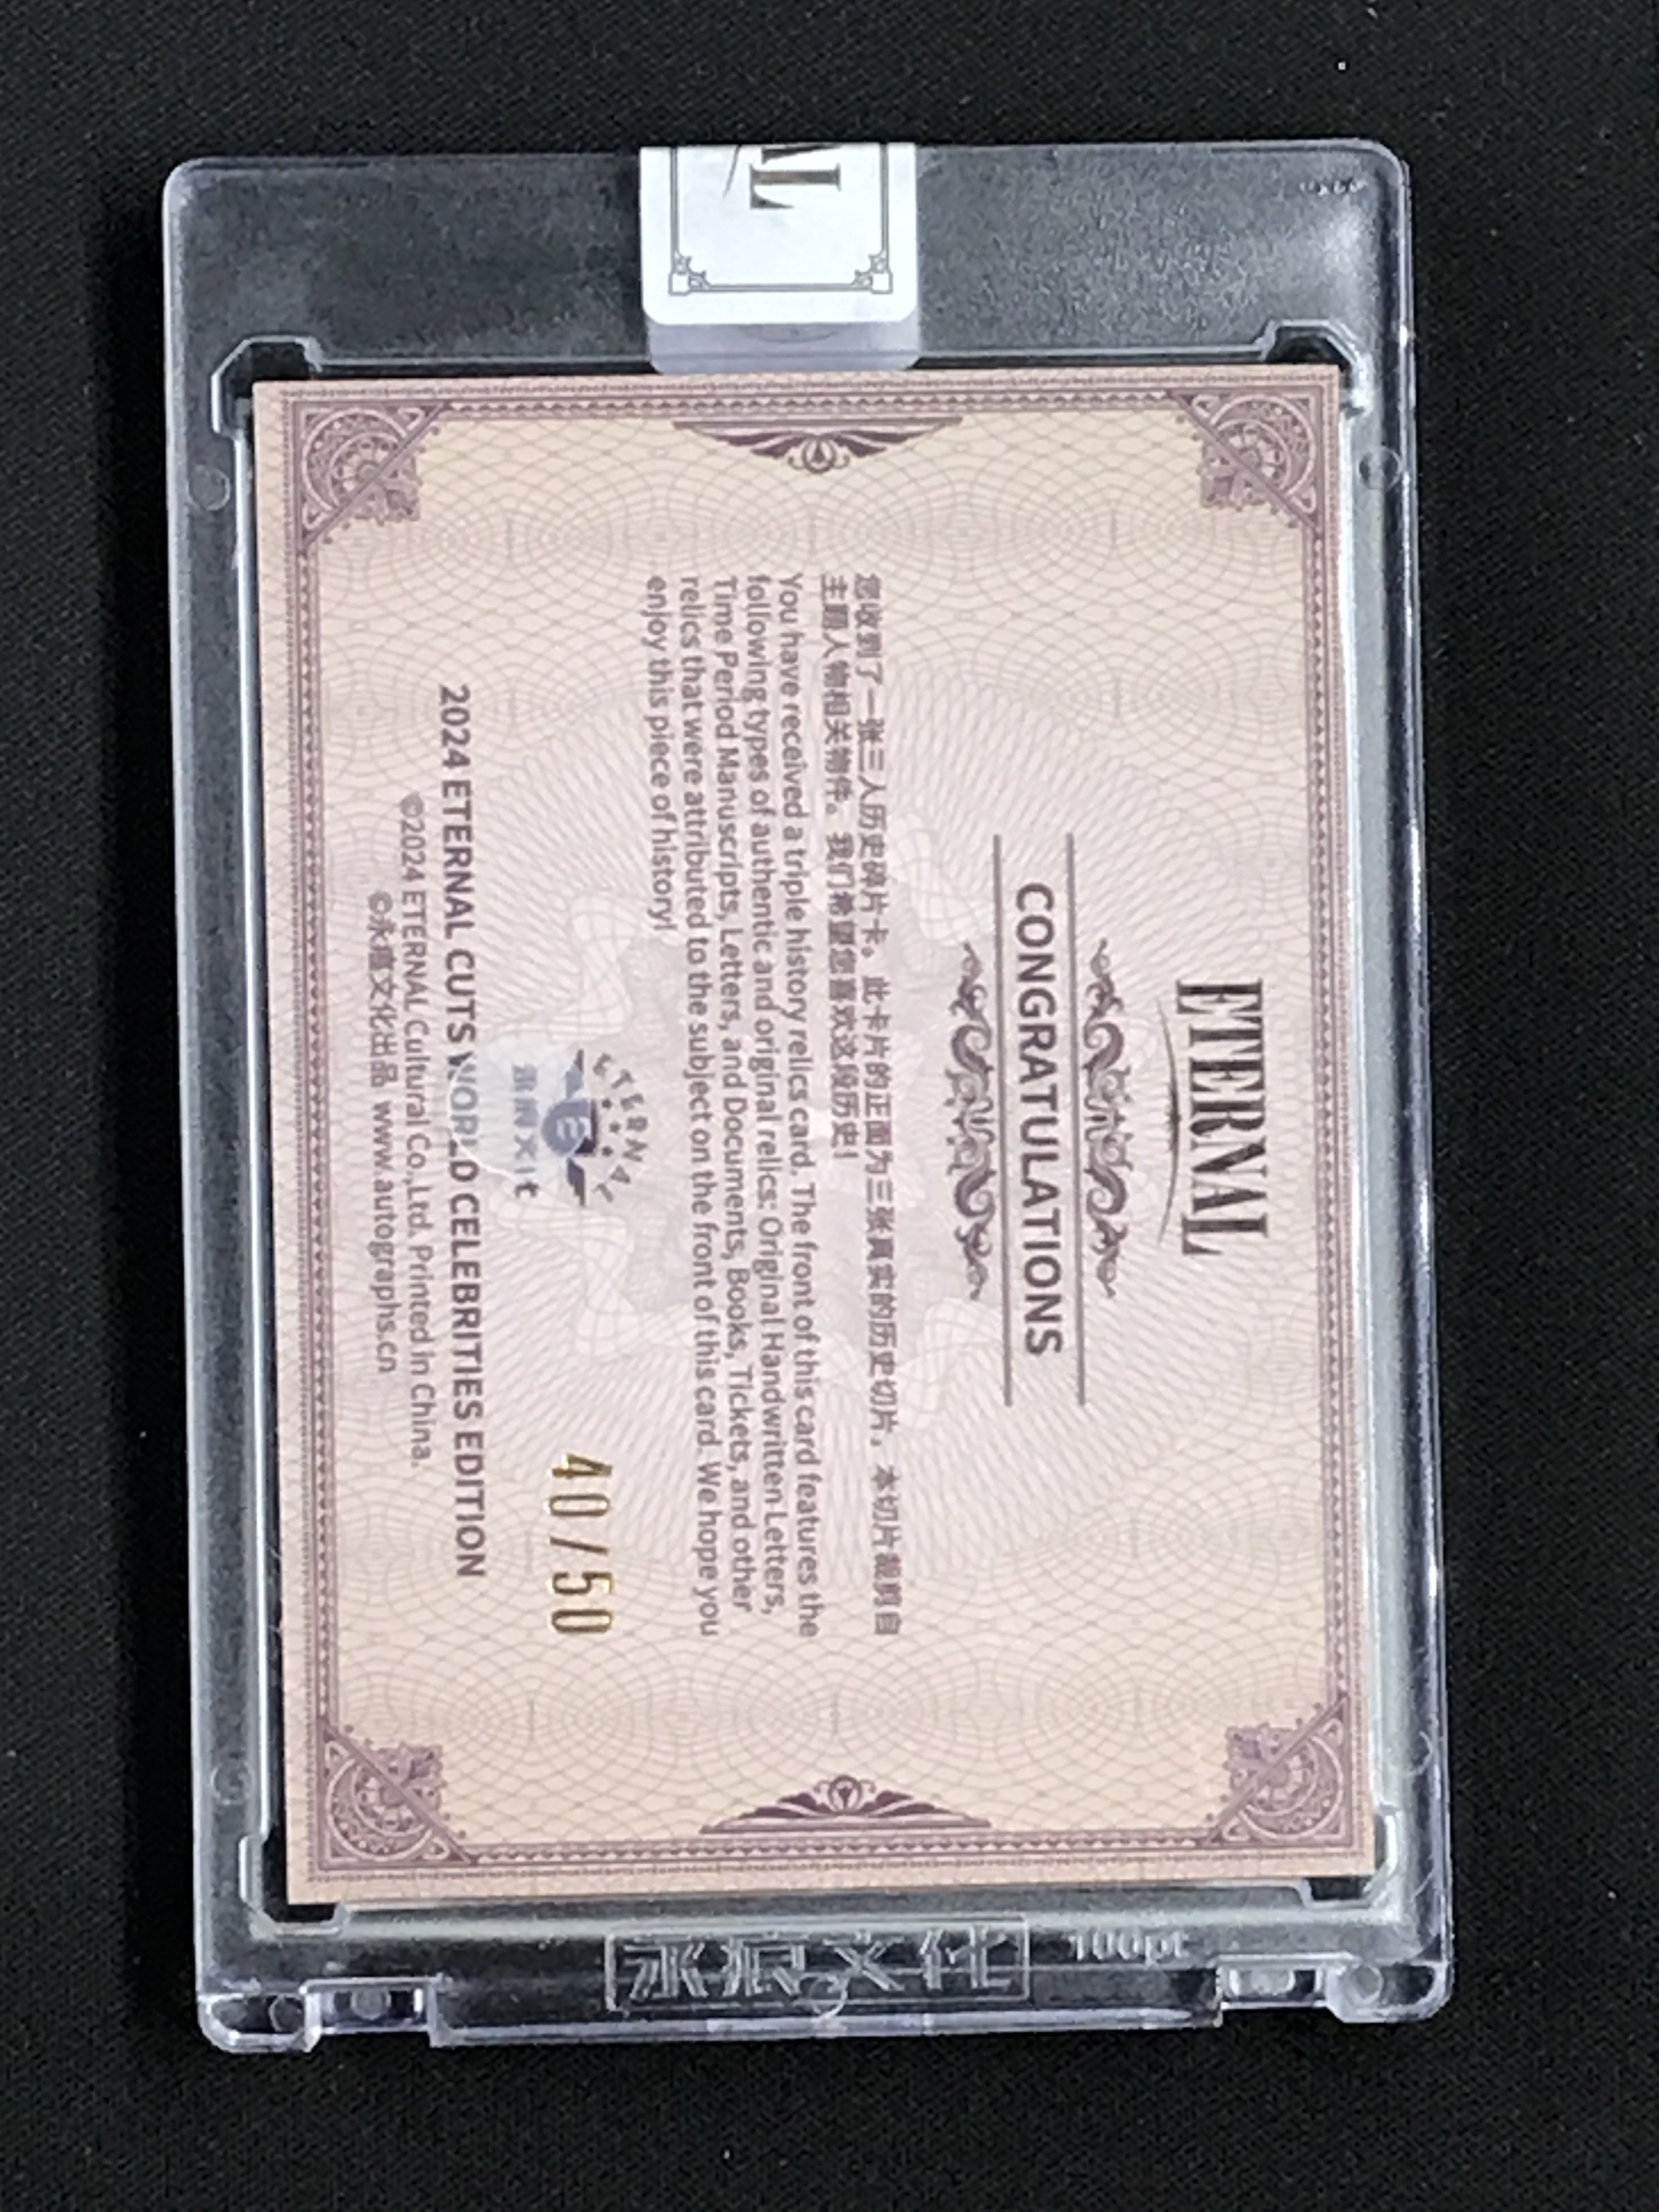 AL
ETERNAL
CONGRATULATIONS
您收到了一张三人历史碎片卡。此卡片的正面为三张真实的历史切片，本切片裁剪自
主题人物相关物件。我们希望您喜欢这段历史!
You have received a triple history relics card. The front of this card features the
following types of authentic and original relics: Original Handwritten Letters,
Time Period Manuscripts, Letters, and Documents, Books, Tickets, and other
relics that were attributed to the subject on the front of this card. We hope you
enjoy this piece of history!
ETERNAL
40/50
2024 ETERNAL CUTS WORLD CELEBRITIES EDITION
©2024 ETERNAL Cultural Co.,Ltd. Printed in China.
©永痕文化出品 www.autographs.cn
永痕文化 100pt